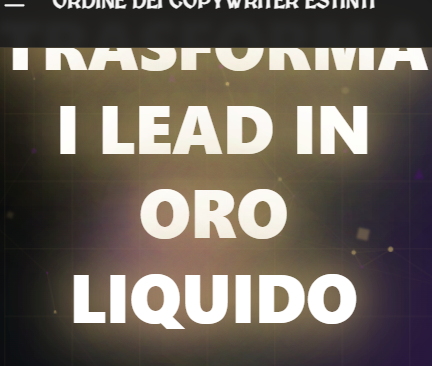 ORDINE DEI COPYWRITER ESTINTI
TRASFORMA
I LEAD IN
ORO
LIQUIDO